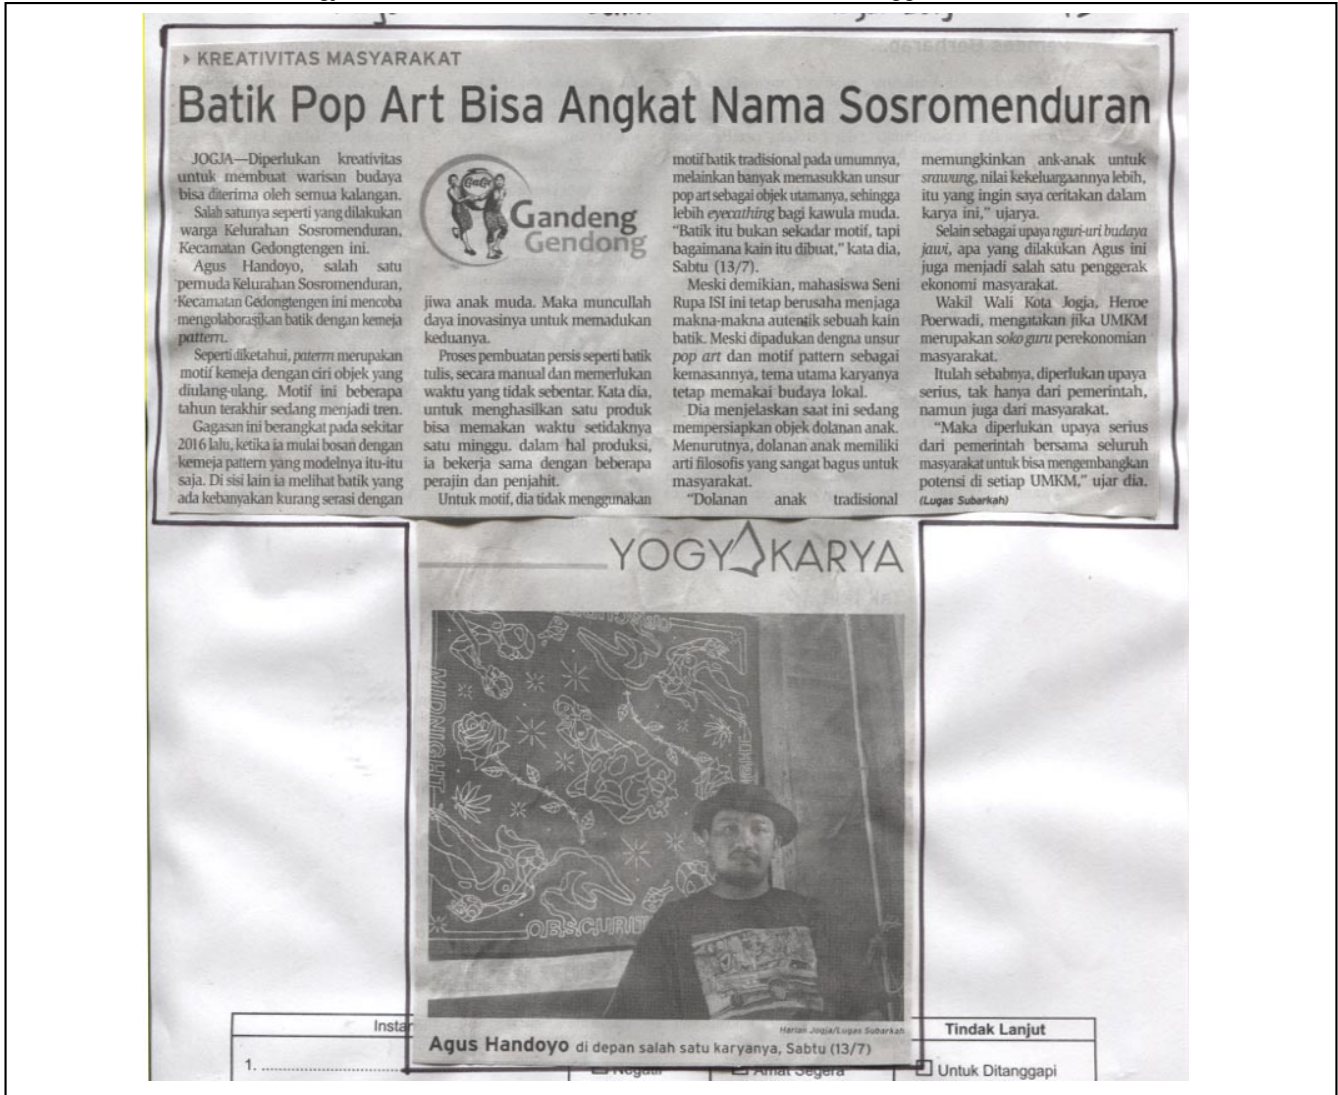 KREATIVITAS MASYARAKAT
Batik Pop Art Bisa Angkat Nama Sosromenduran
JOGJA—Diperlukan kreativitas
untuk membuat warisan budaya
bisa diterima oleh semua kalangan.
Salah satunya seperti yang dilakukan
warga Kelurahan Sosromenduran,
Kecamatan Gedongtengen ini.
Agus Handoyo, salah satu
pemuda Kelurahan Sosromenduran,
Kecamatan Gedongtengen ini mencoba
mengolaborasikan batik dengan kemeja
pattern.
Seperti diketahui, paterm merupakan
motif kemeja dengan ciri objek yang
diulang-ulang. Motif ini beberapa
tahun terakhir sedang menjadi tren.
Gagasan ini berangkat pada sekitar
2016 lalu, ketika ia mulai bosan dengan
kemeja pattern yang modelnya itu-itu
saja. Di sisi lain ia melihat batik yang
ada kebanyakan kurang serasi dengan
GaGe
Gandeng
Gendong
jiwa anak muda. Maka muncullah
daya inovasinya untuk memadukan
keduanya.
Proses pembuatan persis seperti batik
tulis, secara manual dan memerlukan
waktu yang tidak sebentar. Kata dia,
untuk menghasilkan satu produk
bisa memakan waktu setidaknya
satu minggu. dalam hal produksi,
ia bekerja sama dengan beberapa
perajin dan penjahit.
Untuk motif, dia tidak menggunakan
motif batik tradisional pada umumnya,
melainkan banyak memasukkan unsur
pop art sebagai objek utamanya, sehingga
lebih eyecathing bagi kawula muda.
"Batik itu bukan sekadar motif, tapi
bagaimana kain itu dibuat," kata dia,
Sabtu (13/7).
Meski demikian, mahasiswa Seni
Rupa ISI ini tetap berusaha menjaga
makna-makna autentik sebuah kain
batik. Meski dipadukan dengna unsur
pop art dan motif pattern sebagai
kemasannya, tema utama karyanya
tetap memakai budaya lokal.
Dia menjelaskan saat ini sedang
mempersiapkan objek dolanan anak.
Menurutnya, dolanan anak memiliki
arti filosofis yang sangat bagus untuk
masyarakat.
"Dolanan anak tradisional
memungkinkan ank-anak untuk
srawung, nilai kekeluargaannya lebih,
itu yang ingin saya ceritakan dalam
karya ini," ujarya.
Selain sebagai upaya nguri-uri budaya
jawi, apa yang dilakukan Agus ini
juga menjadi salah satu penggerak
ekonomi masyarakat.
Wakil Wali Kota Jogja, Heroe
Poerwadi, mengatakan jika UMKM
merupakan soko guru perekonomian
masyarakat.
Itulah sebabnya, diperlukan upaya
serius, tak hanya dari pemerintah,
namun juga dari masyarakat.
"Maka diperlukan upaya serius
dari pemerintah bersama seluruh
masyarakat untuk bisa mengembangkan
potensi di setiap UMKM," ujar dia.
(Lugas Subarkah)
YOGYAKARYA
MIDNIGHT
OBSCURIT
Harian Jogja/Lugas Subarkah
Agus Handoyo di depan salah satu karyanya, Sabtu (13/7)
Instan
Tindak Lanjut
1.
Negatif
Amat Segera
Untuk Ditanggapi